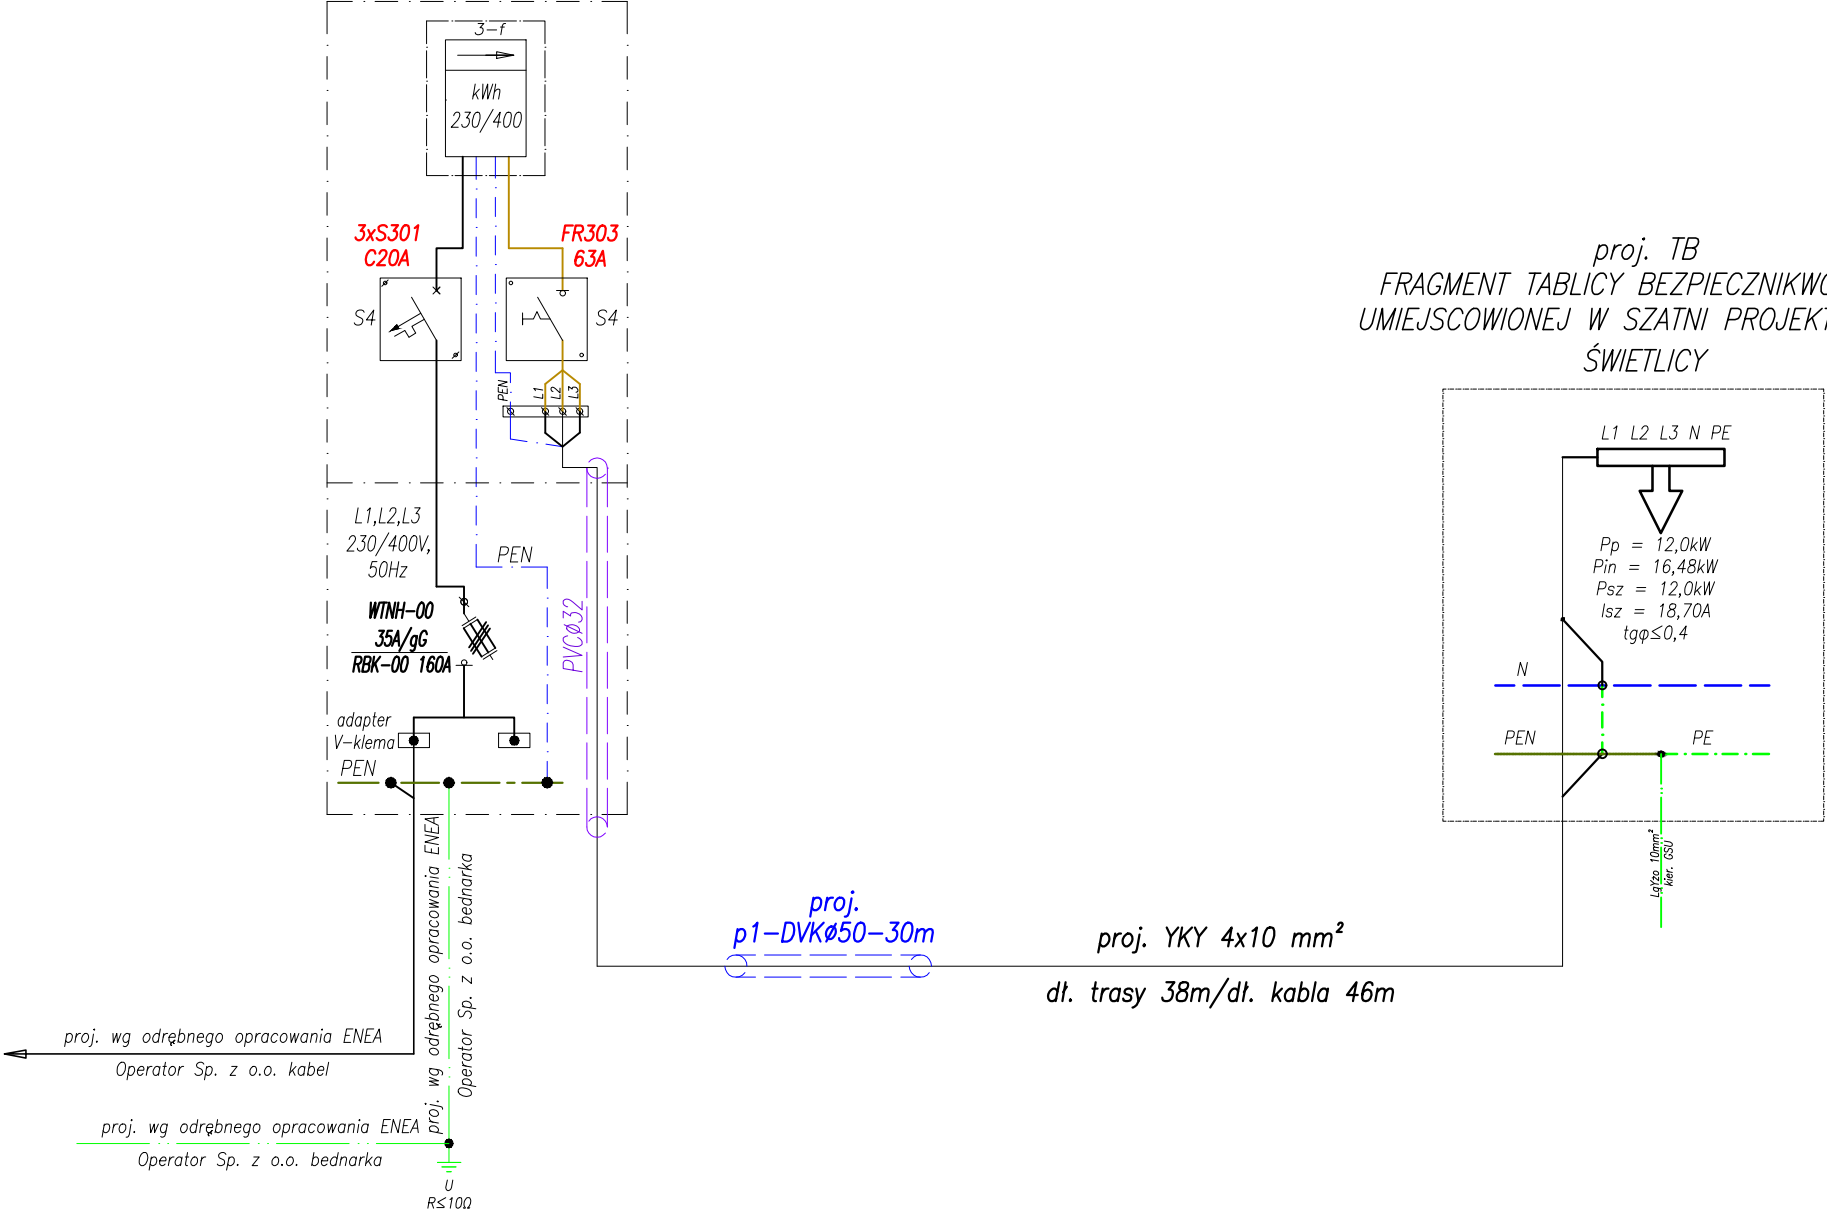 3-f
kWh
230/400
3xS301
C20A
FR303
63A
S4
S4
PEN
L1
L2
L3
L1,L2,L3
230/400V,
50Hz
PEN
WTNH-00
35A/gG
RBK-00 160A
PVCø32
adapter
V-klema
PEN
proj. wg odrębnego opracowania ENEA
Operator Sp. z o.o. bednarka
proj. wg odrębnego opracowania ENEA
Operator Sp. z o.o. kabel
proj. wg odrębnego opracowania ENEA
Operator Sp. z o.o. bednarka
U
R≤10Ω
proj.
p1-DVKø50-30m
proj. YKY 4x10 mm²
dł. trasy 38m/dł. kabla 46m
proj. TB
FRAGMENT TABLICY BEZPIECZNIKWO
UMIEJSCOWIONEJ W SZATNI PROJEKT
ŚWIETLICY
L1 L2 L3 N PE
Pp = 12,0kW
Pin = 16,48kW
Psz = 12,0kW
Isz = 18,70A
tgφ≤0,4
N
PEN
PE
LgYżo 10mm²
kier. GSU